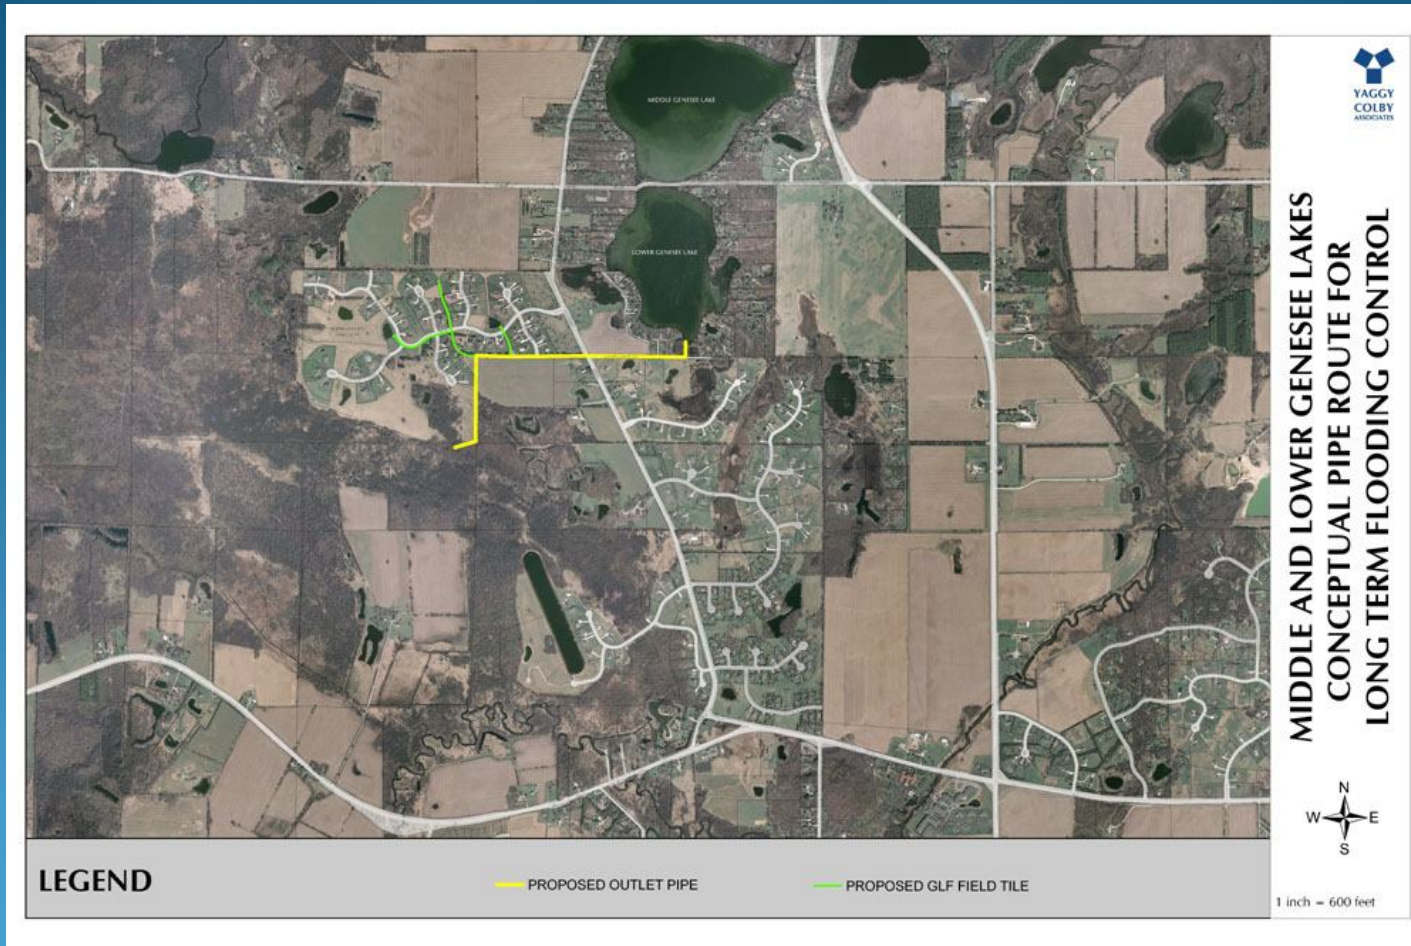 MIDDLE GENESEE LAKE
LOWER GENESEE LAKE
YAGGY
COLBY
ASSOCIATES
MIDDLE AND LOWER GENESEE LAKES
CONCEPTUAL PIPE ROUTE FOR
LONG TERM FLOODING CONTROL
N
W E
S
1 inch = 600 feet
LEGEND
PROPOSED OUTLET PIPE
PROPOSED GLF FIELD TILE